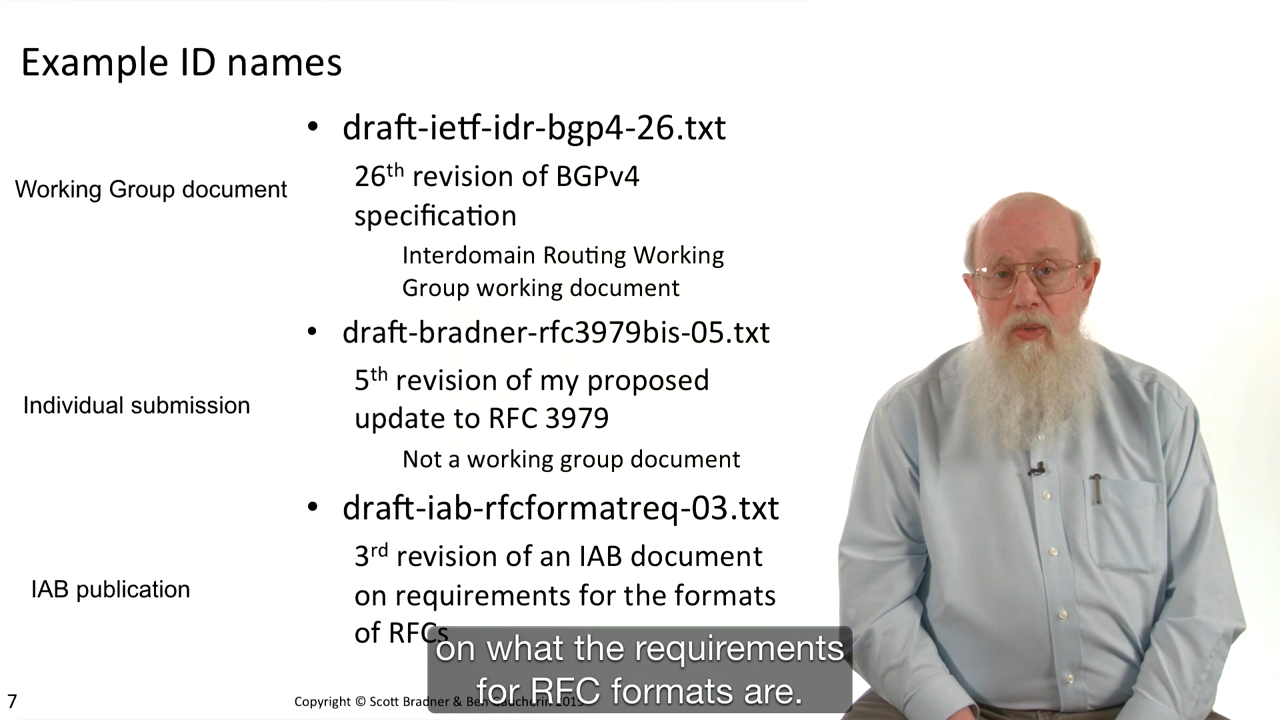 Example ID names
• draft-ietf-idr-bgp4-26.txt
Working Group document
26th revision of BGPv4
specification
Interdomain Routing Working
Group working document
• draft-bradner-rfc3979bis-05.txt
Individual submission
5th revision of my proposed
update to RFC 3979
Not a working group document
• draft-iab-rfcformatreq-03.txt
IAB publication
3rd revision of an IAB document
on requirements for the formats
of RFCs
on what the requirements
for RFC formats are.
7
Copyright © Scott Bradner &